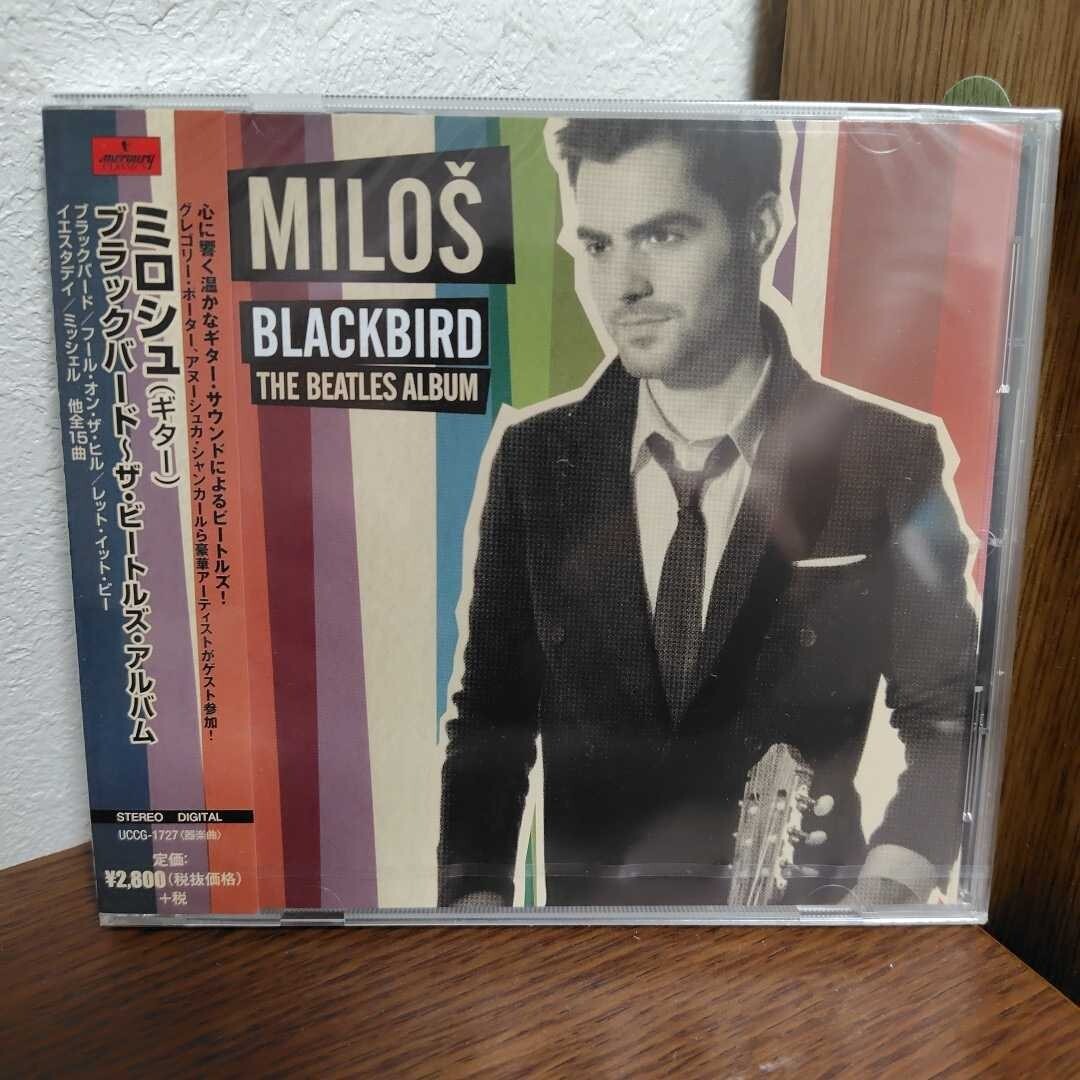 mercury
CLASSICS
ミロシュ(ギター)
ブラックバード~ザ・ビートルズ・アルバム
ブラックバード/フール・オン・ザ・ヒル/レット・イット・ビー
イエスタデイ/ミッシェル 他全15曲
心に響く温かなギター・サウンドによるビートルズ!
グレゴリー・ポーター、アヌーシュカ・シャンカールら豪華アーティストがゲスト参加!
STEREO DIGITAL
UCCG-1727〈器楽曲〉
定価:
¥2,800(税抜価格)
+税
MILOŠ
BLACKBIRD
THE BEATLES ALBUM